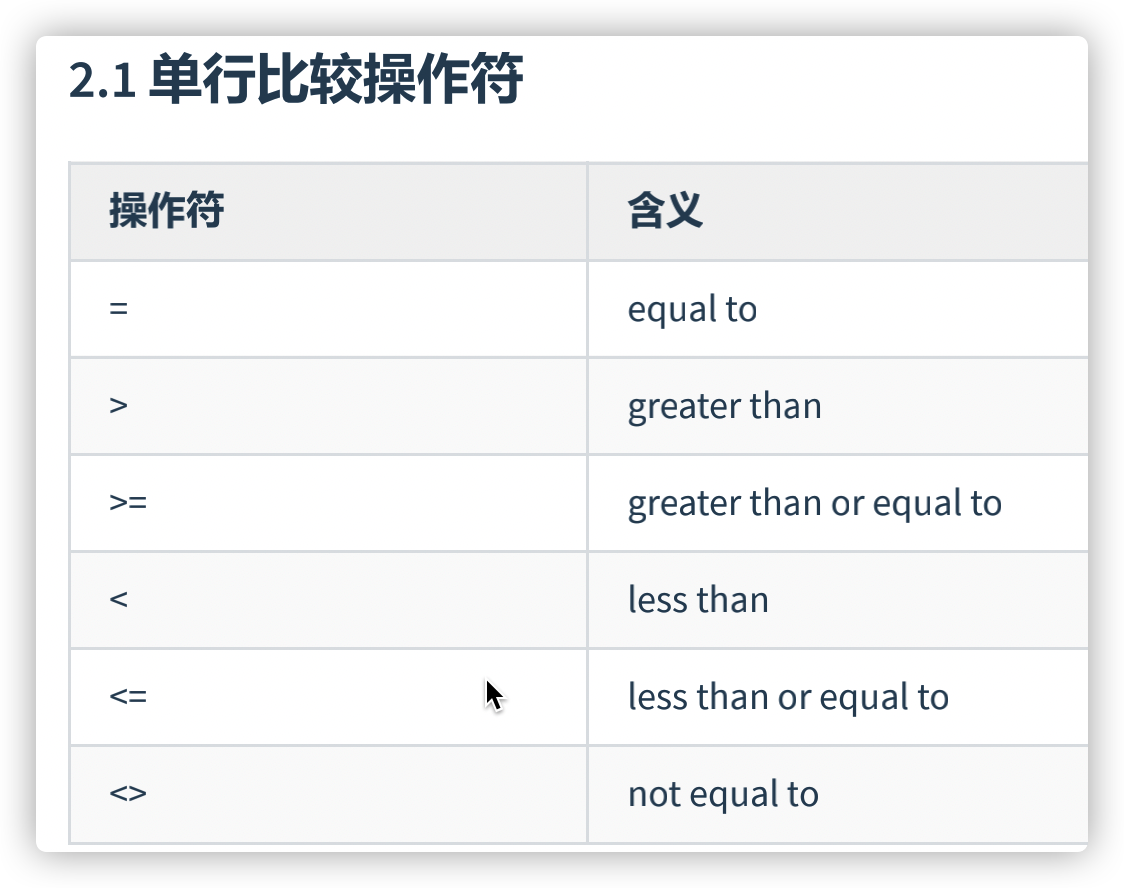 2.1 单行比较操作符
操作符 含义
= equal to
> greater than
>= greater than or equal to
< less than
<= less than or equal to
<> not equal to